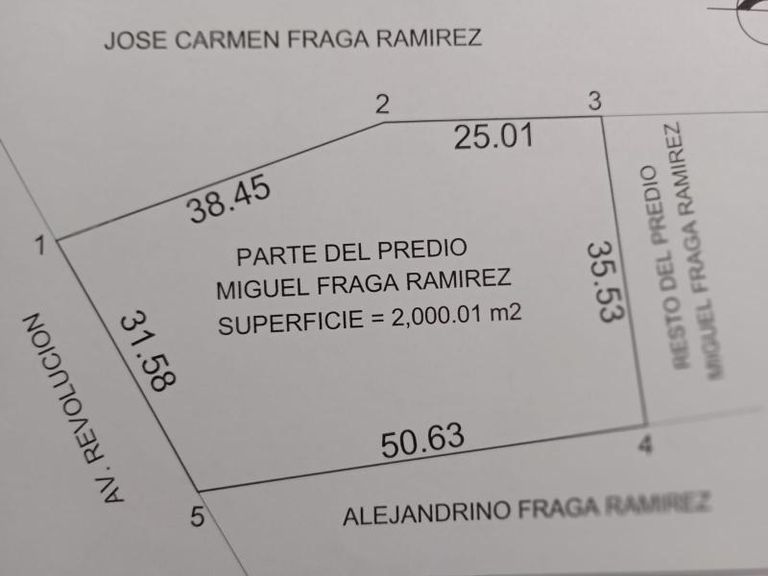 JOSE CARMEN FRAGA RAMIREZ
2
3
25.01
38.45
1
PARTE DEL PREDIO
MIGUEL FRAGA RAMIREZ
SUPERFICIE = 2,000.01 m2
35.53
RESTO DEL PREDIO
MIGUEL FRAGA RAMIREZ
31.58
AV. REVOLUCION
50.63
4
5
ALEJANDRINO FRAGA RAMIREZ